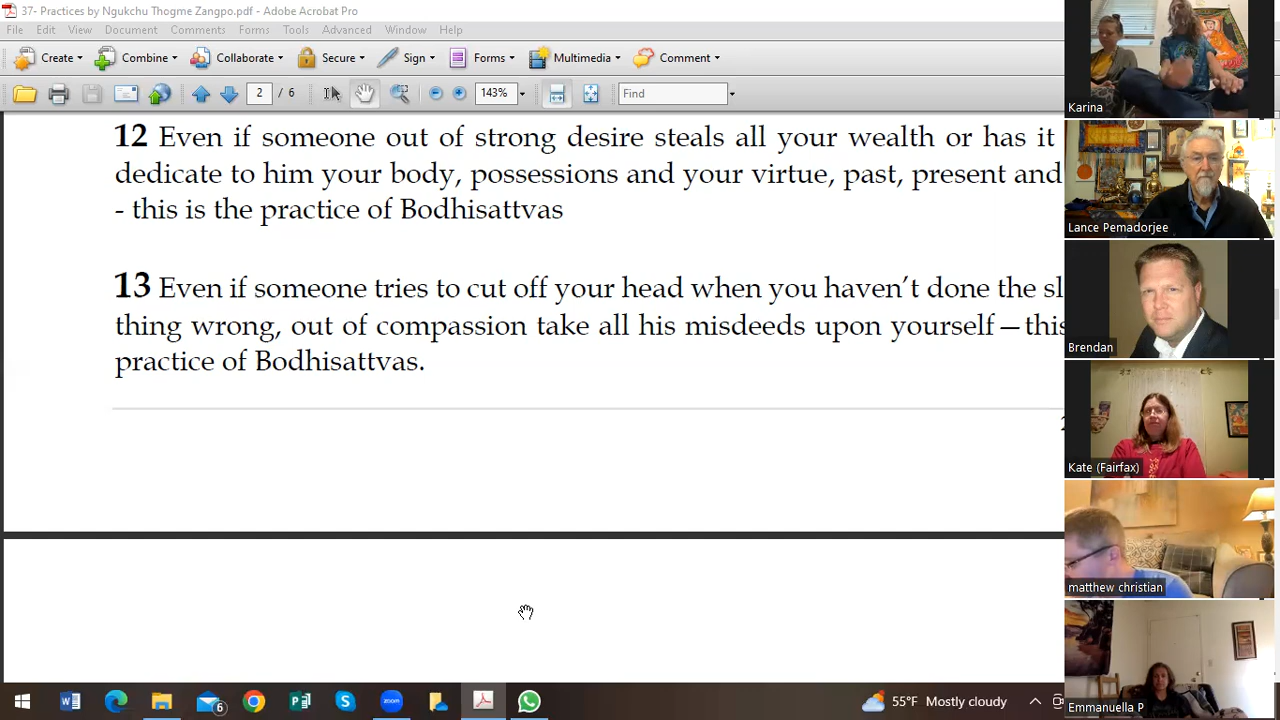 37- Practices by Ngukchu Thogme Zangpo.pdf - Adobe Acrobat Pro
File Edit View Document Comments Forms Tools Advanced Window Help
Create Combine Collaborate Secure Sign Forms Multimedia Comment
2 / 6 143% Find
12 Even if someone out of strong desire steals all your wealth or has it
dedicate to him your body, possessions and your virtue, past, present and
- this is the practice of Bodhisattvas
13 Even if someone tries to cut off your head when you haven't done the sl
thing wrong, out of compassion take all his misdeeds upon yourself—this
practice of Bodhisattvas.
Karina
Lance Pemadorjee
Brendan
Kate (Fairfax)
matthew christian
Emmanuella P
6
zoom
55°F Mostly cloudy